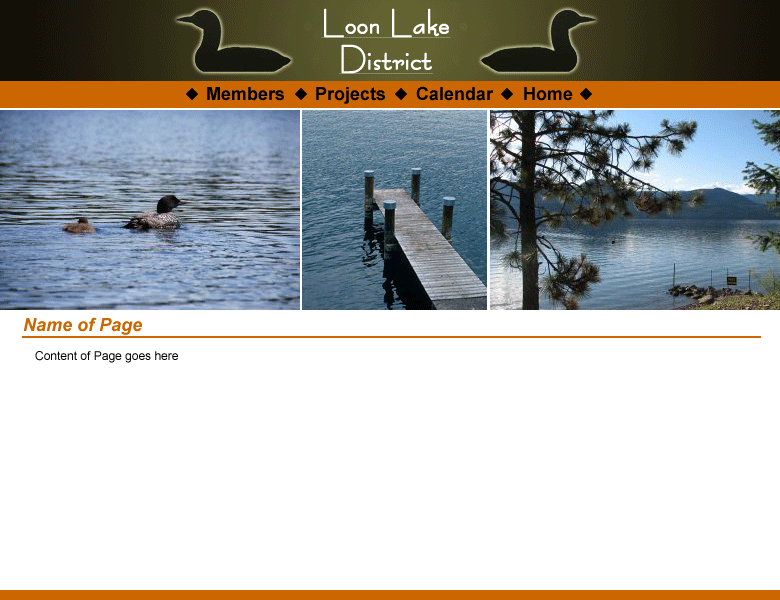 Loon Lake
District
◆ Members ◆ Projects ◆ Calendar ◆ Home ◆
Name of Page
Content of Page goes here